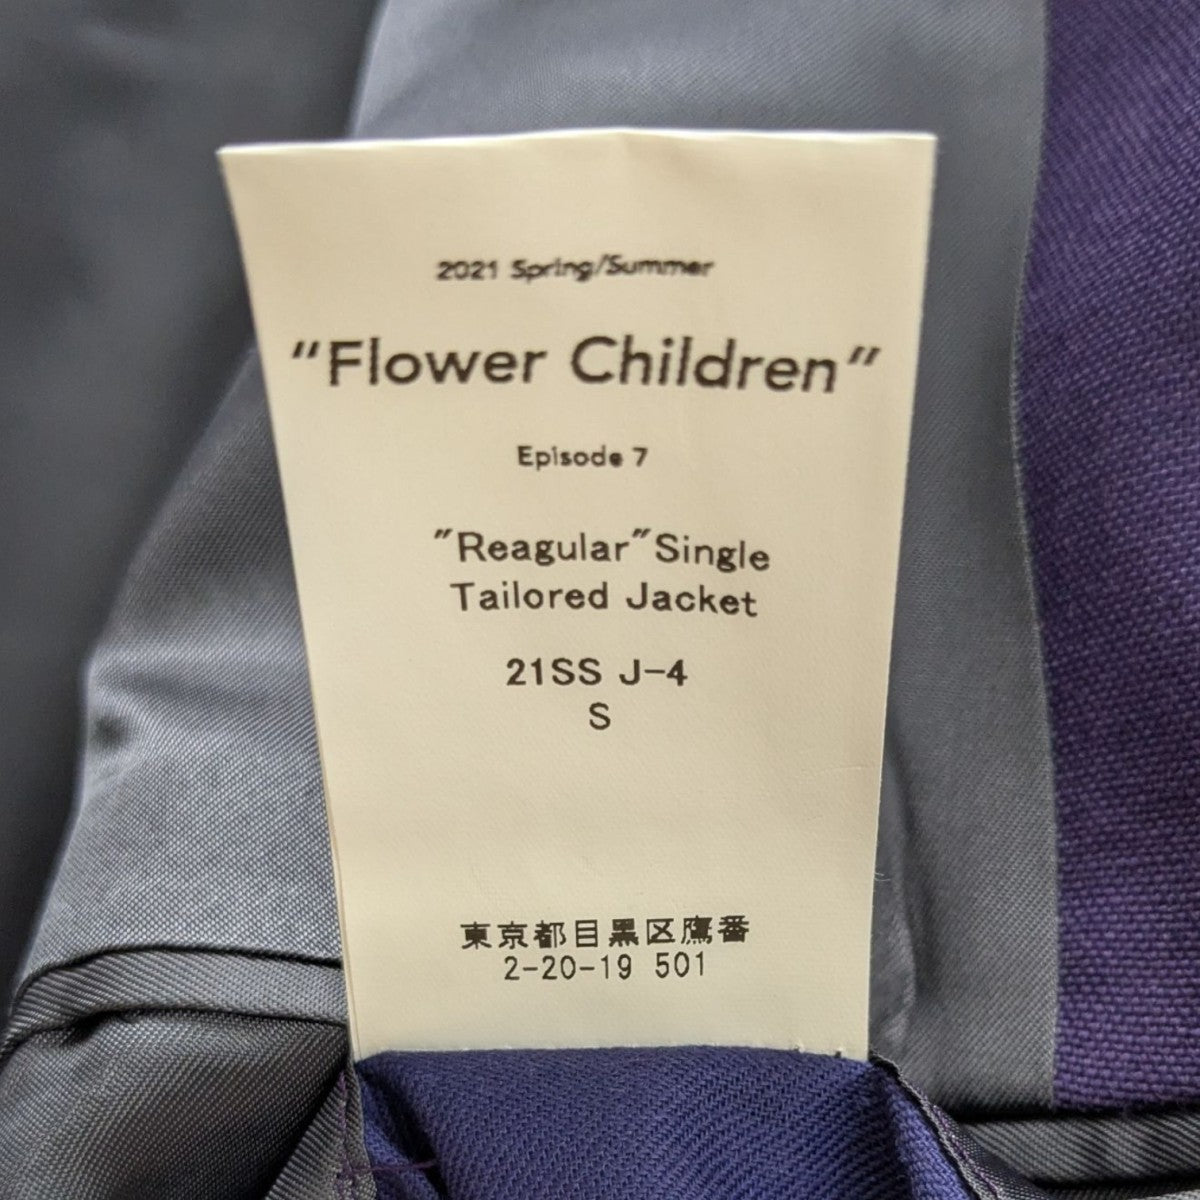 2021 Spring/Summer
“Flower Children”
Episode 7
"Reagular"Single
Tailored Jacket
21SS J-4
S
東京都目黒区鷹番
2-20-19 501